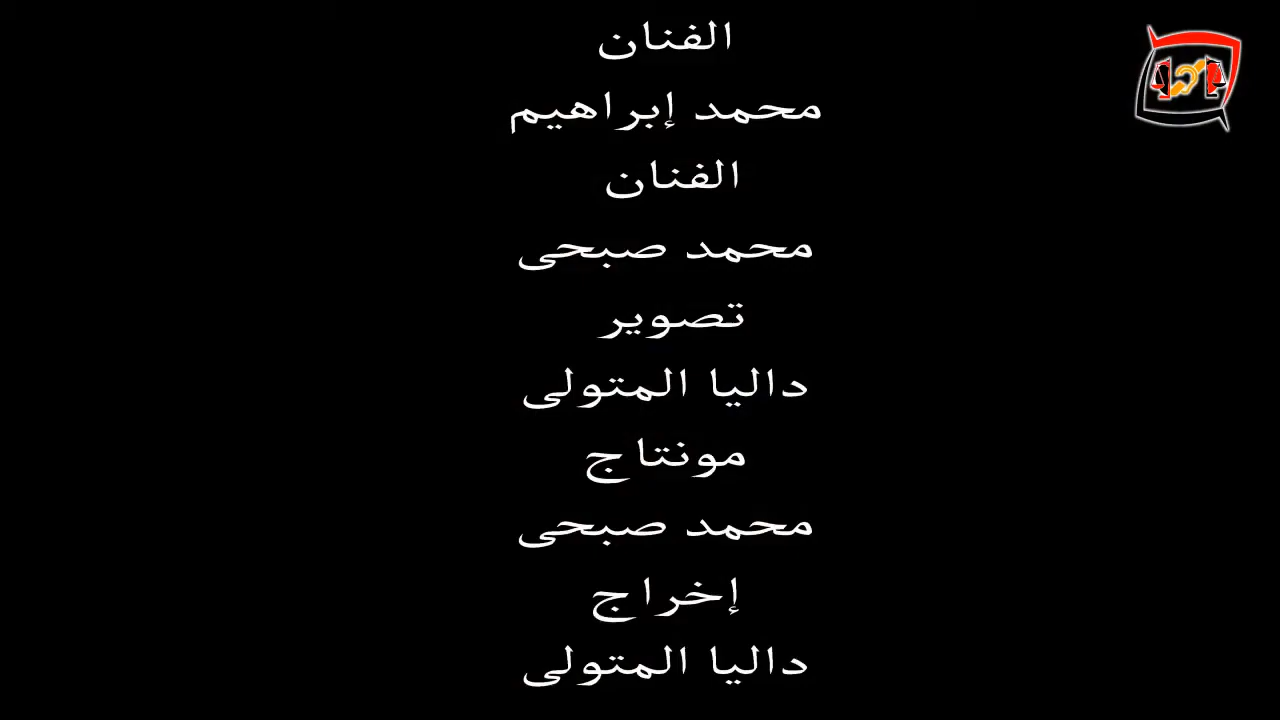 الفنان
محمد إبراهيم
الفنان
محمد صبحى
تصوير
داليا المتولى
مونتاج
محمد صبحى
إخراج
داليا المتولى